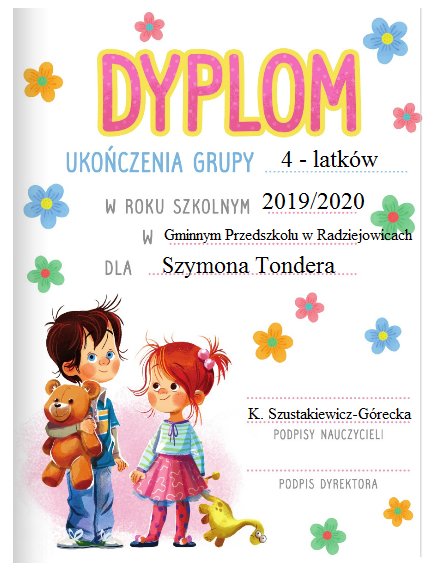 DYPLOM
UKOŃCZENIA GRUPY 4 - latków
W ROKU SZKOLNYM 2019/2020
W Gminnym Przedszkolu w Radziejowicach
DLA Szymona Tondera
K. Szustakiewicz-Górecka
PODPISY NAUCZYCIELI
PODPIS DYREKTORA